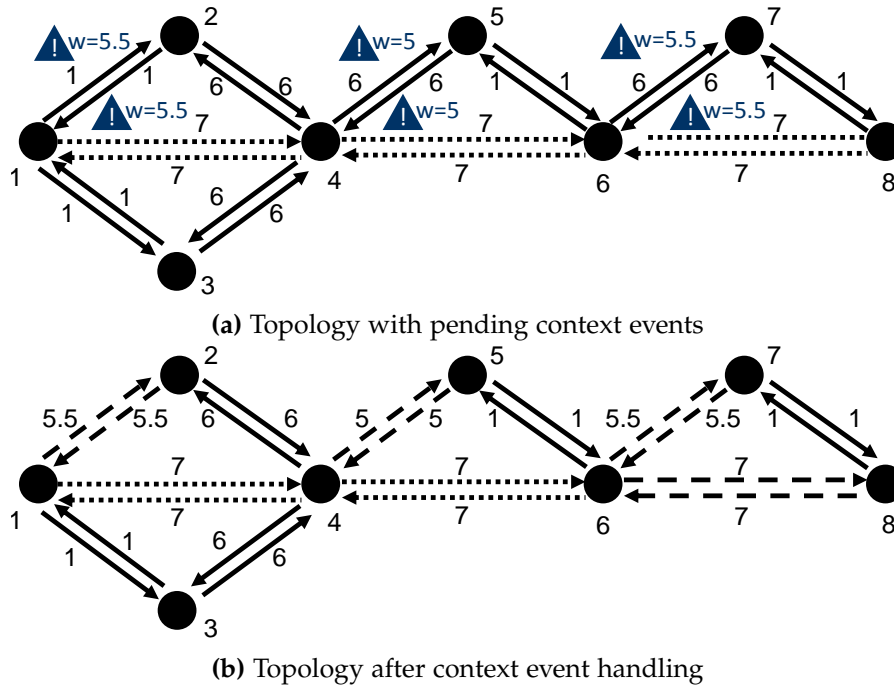 2 5 7
! w=5.5 ! w=5 ! w=5.5
1 1 6 6 6 6 1 1 6 6 1 1
! w=5.5 ! w=5 ! w=5.5
7 7 7
1 7 4 7 6 7 8
1 1 6 6
3
(a) Topology with pending context events
2 5 7
5.5 5.5 6 6 5 5 1 1 5.5 5.5 1 1
7 7 7
1 7 4 7 6 7 8
1 1 6 6
3
(b) Topology after context event handling